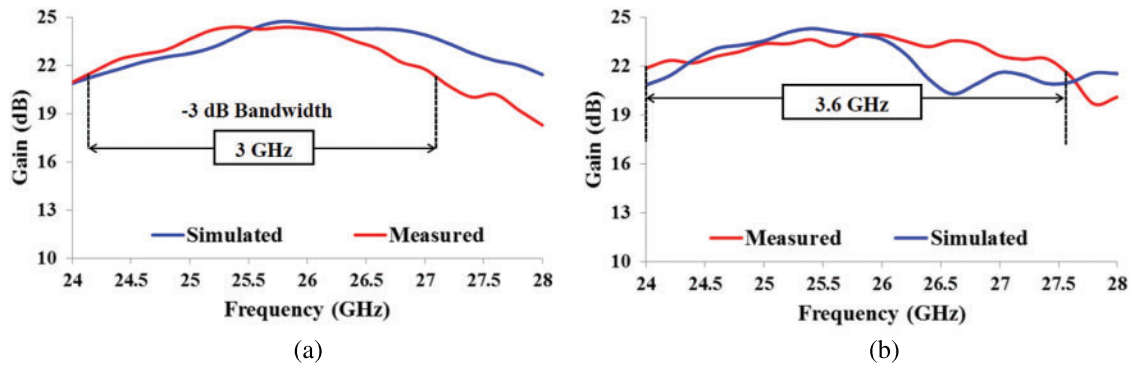 25
22
19
16
13
10
Gain (dB)
-3 dB Bandwidth
3 GHz
Simulated Measured
24 24.5 25 25.5 26 26.5 27 27.5 28
Frequency (GHz)
(a)
25
22
19
16
13
10
Gain (dB)
3.6 GHz
Measured Simulated
24 24.5 25 25.5 26 26.5 27 27.5 28
Frequency (GHz)
(b)